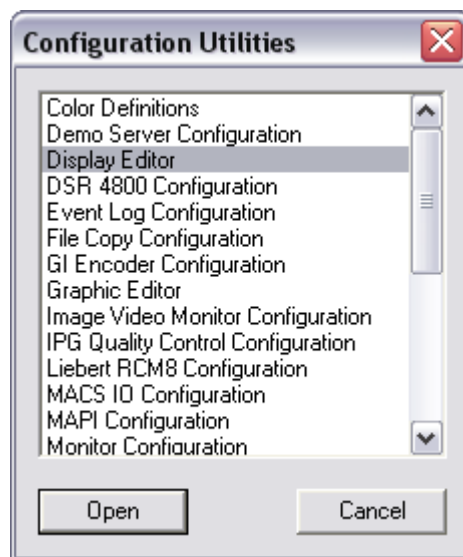 Configuration Utilities
Color Definitions
Demo Server Configuration
Display Editor
DSR 4800 Configuration
Event Log Configuration
File Copy Configuration
GI Encoder Configuration
Graphic Editor
Image Video Monitor Configuration
IPG Quality Control Configuration
Liebert RCM8 Configuration
MACS IO Configuration
MAPI Configuration
Monitor Configuration
Open
Cancel